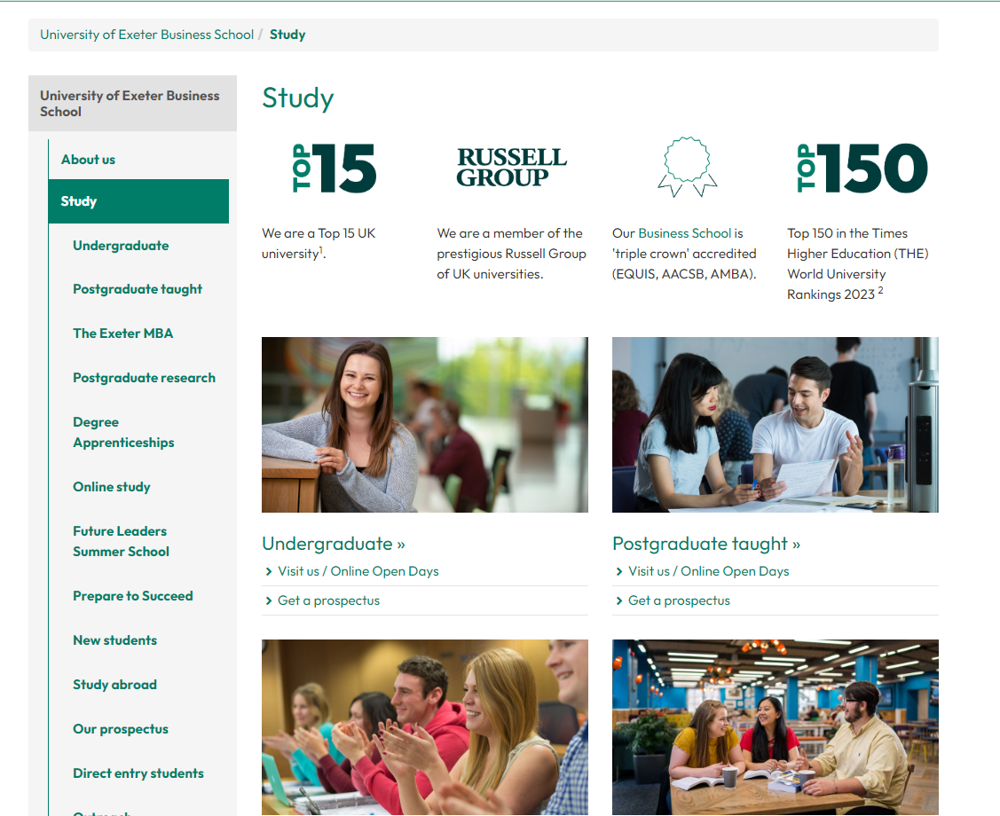 University of Exeter Business School / Study
University of Exeter Business
School
About us
Study
Undergraduate
Postgraduate taught
The Exeter MBA
Postgraduate research
Degree
Apprenticeships
Online study
Future Leaders
Summer School
Prepare to Succeed
New students
Study abroad
Our prospectus
Direct entry students
Outreach
Study
TOP 15
We are a Top 15 UK
university1.
RUSSELL
GROUP
We are a member of the
prestigious Russell Group
of UK universities.
Our Business School is
'triple crown' accredited
(EQUIS, AACSB, AMBA).
TOP 150
Top 150 in the Times
Higher Education (THE)
World University
Rankings 2023 2
Undergraduate »
Visit us / Online Open Days
Get a prospectus
Postgraduate taught »
Visit us / Online Open Days
Get a prospectus